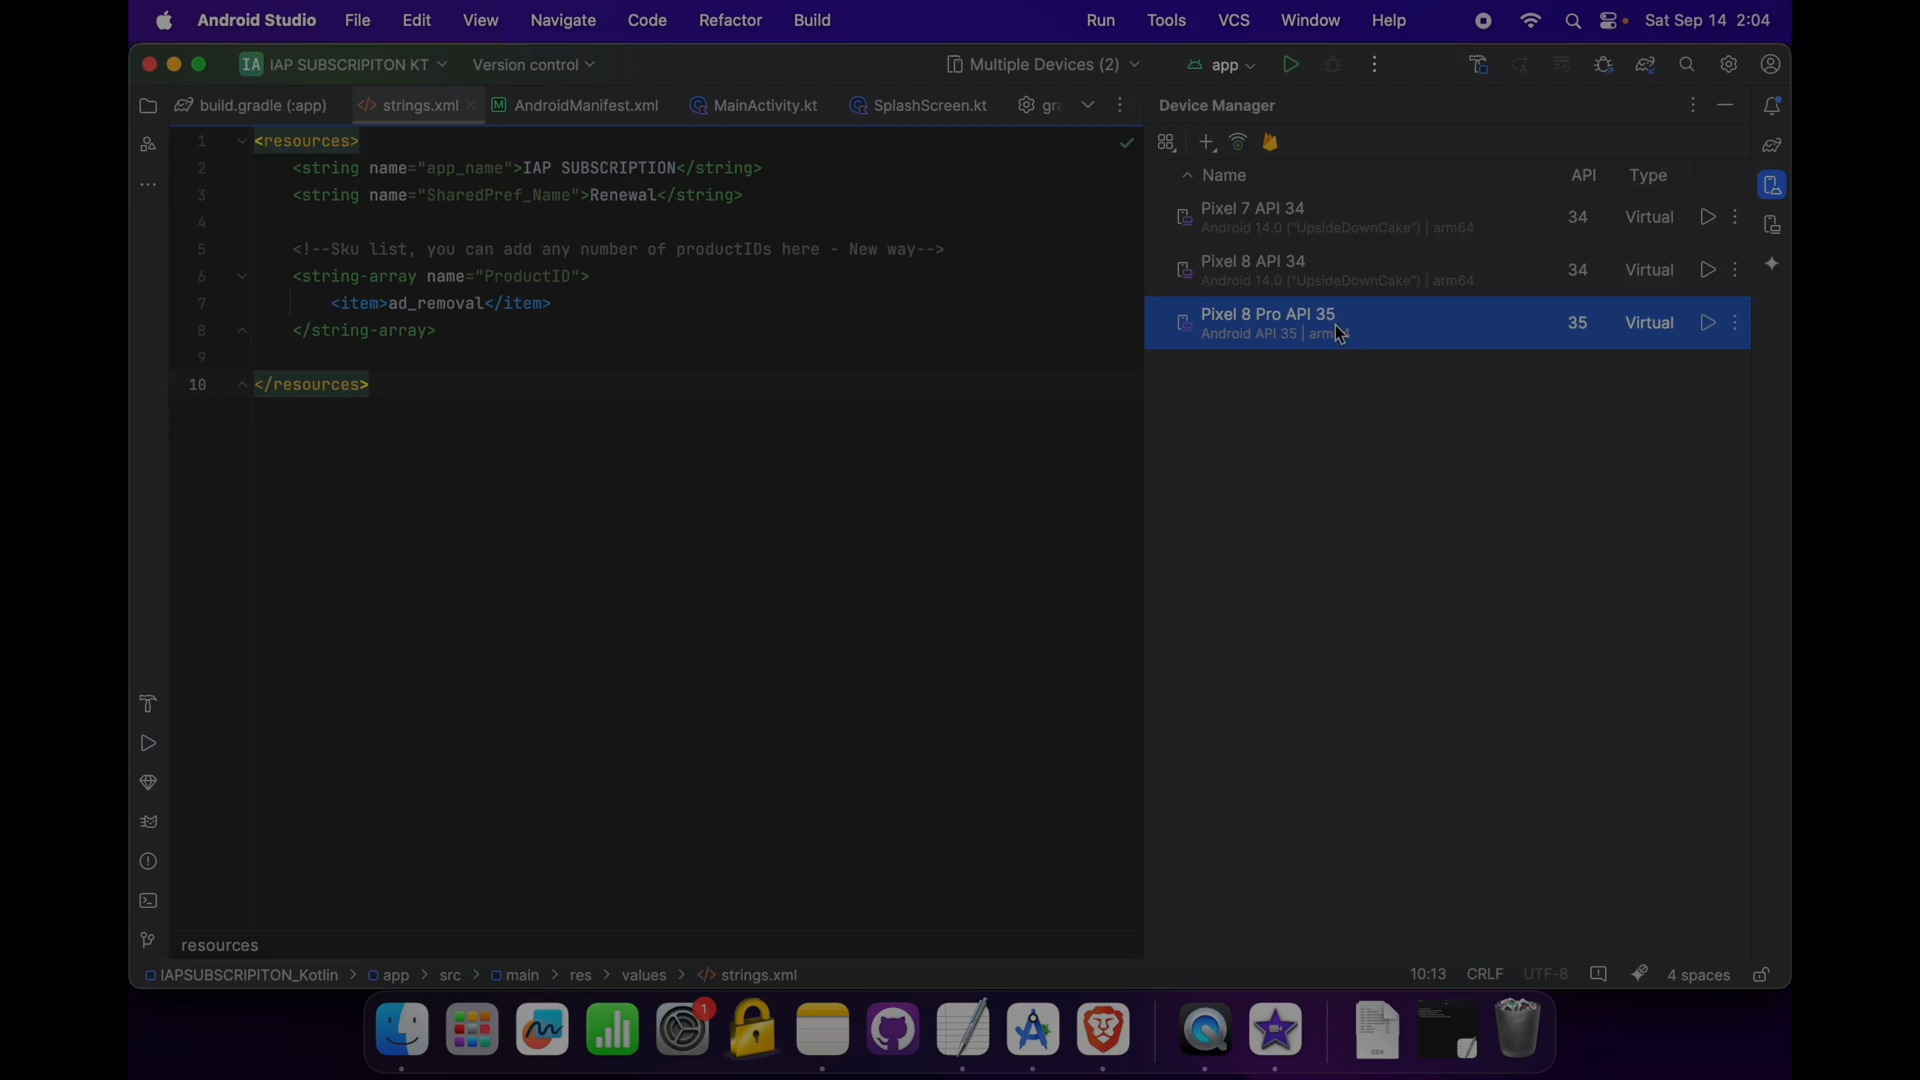 Android Studio File Edit View Navigate Code Refactor Build Run Tools VCS Window Help Sat Sep 14 2:04
IA IAP SUBSCRIPITON KT Version control Multiple Devices (2) app
build.gradle (:app) strings.xml AndroidManifest.xml MainActivity.kt SplashScreen.kt
1 <resources>
2 <string name="app_name">IAP SUBSCRIPTION</string>
3 <string name="SharedPref_Name">Renewal</string>
4
5 <!--Sku list, you can add any number of productIDs here - New way-->
6 <string-array name="ProductID">
7 <item>ad_removal</item>
8 </string-array>
9
10 </resources>
resources
Device Manager
Name API Type
Pixel 7 API 34
Android 14.0 ("UpsideDownCake") | arm64
34 Virtual
Pixel 8 API 34
Android 14.0 ("UpsideDownCake") | arm64
34 Virtual
Pixel 8 Pro API 35
Android API 35 |
35 Virtual
IAPSUBSCRIPITON_Kotlin > app > src > main > res > values > strings.xml
10:13 CRLF UTF-8 4 spaces
1
CSV